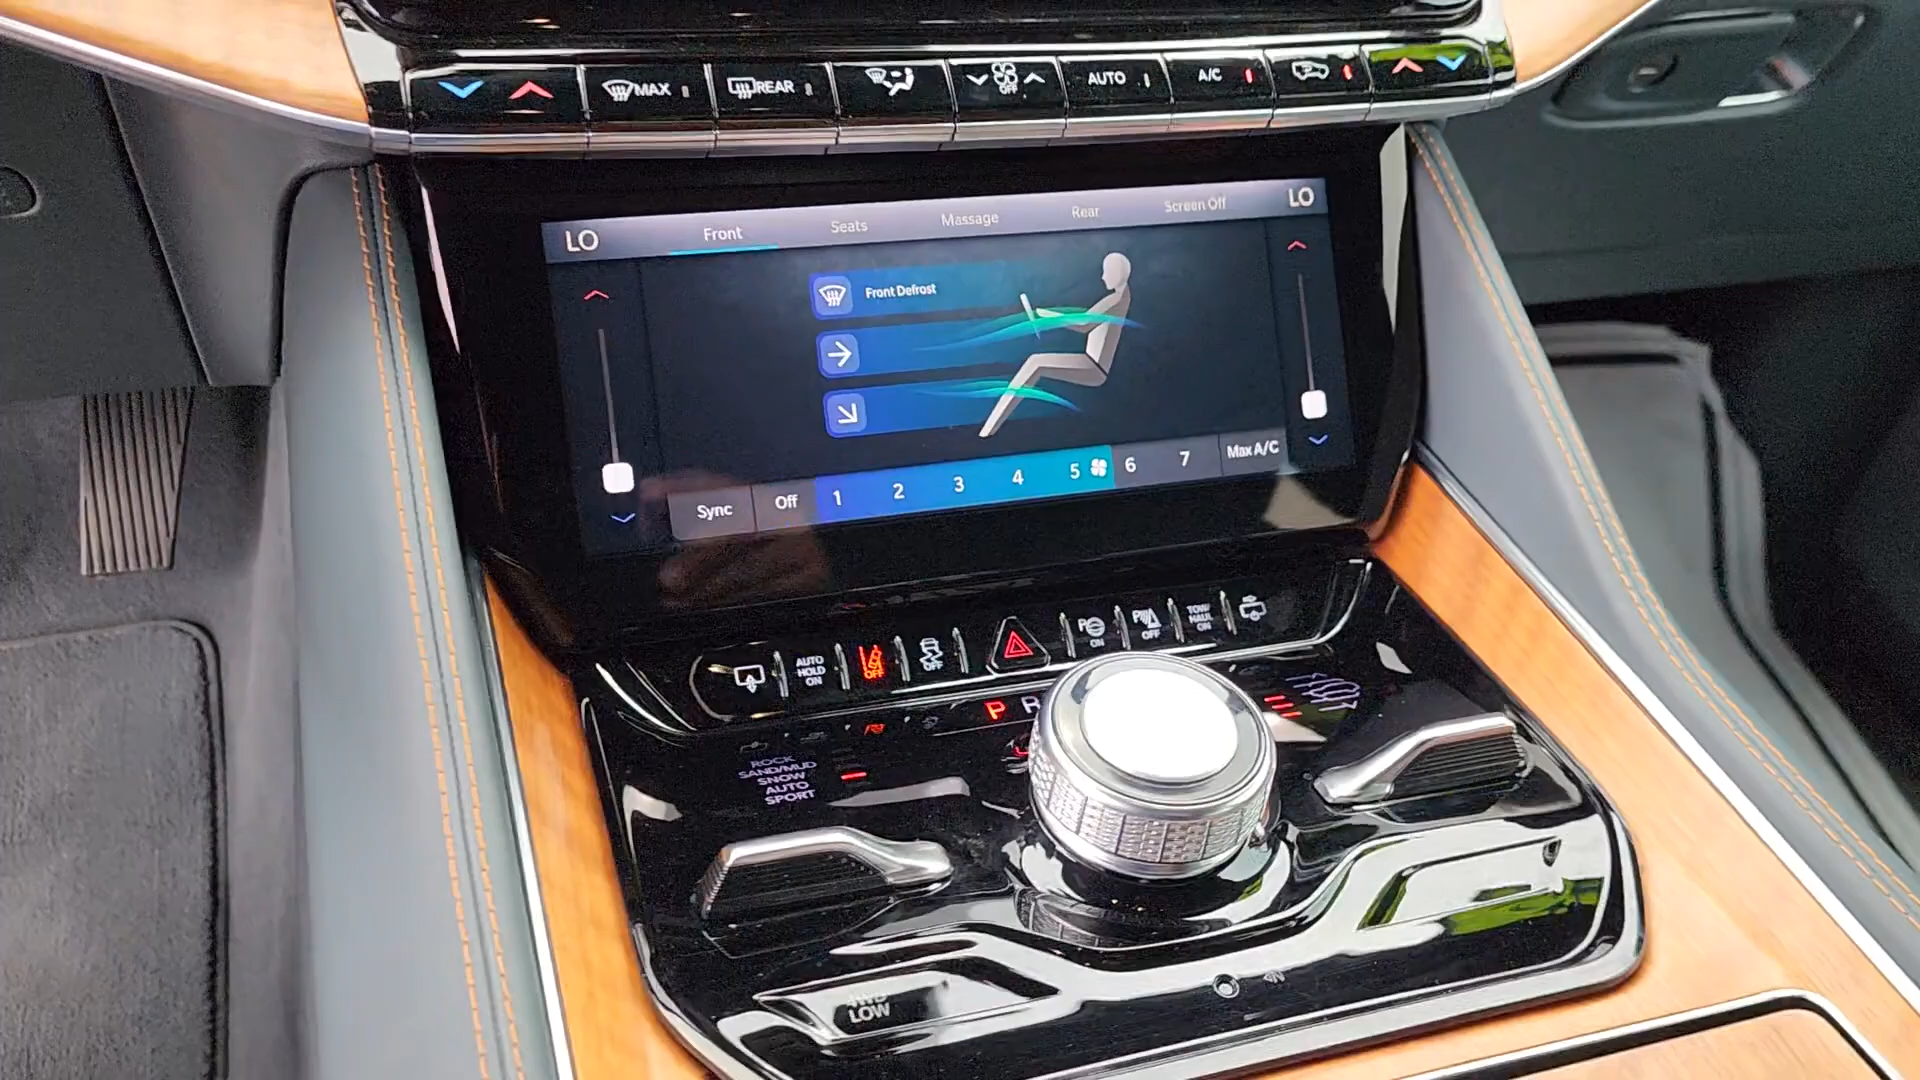 MAX
REAR
OFF
AUTO
A/C
LO
Front
Seats
Massage
Rear
Screen Off
LO
Front Defrost
Sync
Off
1
2
3
4
5
6
7
Max A/C
AUTO
HOLD
ON
OFF
OFF
P
ON
P
OFF
TOW/
HAUL
ON
P R
ROCK
SAND/MUD
SNOW
AUTO
SPORT
4WD
LOW